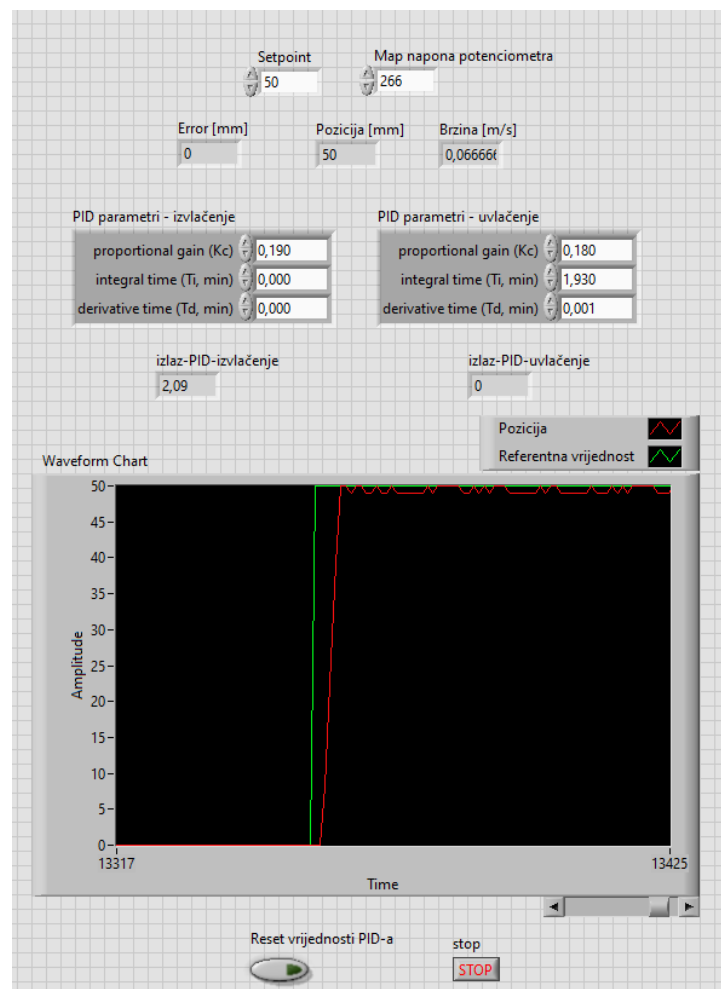 Setpoint
50
Map napona potenciometra
266
Error [mm]
0
Pozicija [mm]
50
Brzina [m/s]
0,066666
PID parametri - izvlačenje
proportional gain (Kc) 0,190
integral time (Ti, min) 0,000
derivative time (Td, min) 0,000
PID parametri - uvlačenje
proportional gain (Kc) 0,180
integral time (Ti, min) 1,930
derivative time (Td, min) 0,001
izlaz-PID-izvlačenje
2,09
izlaz-PID-uvlačenje
0
Pozicija
Referentna vrijednost
Waveform Chart
Amplitude
50
45
40
35
30
25
20
15
10
5
0
13317
13425
Time
Reset vrijednosti PID-a
stop
STOP